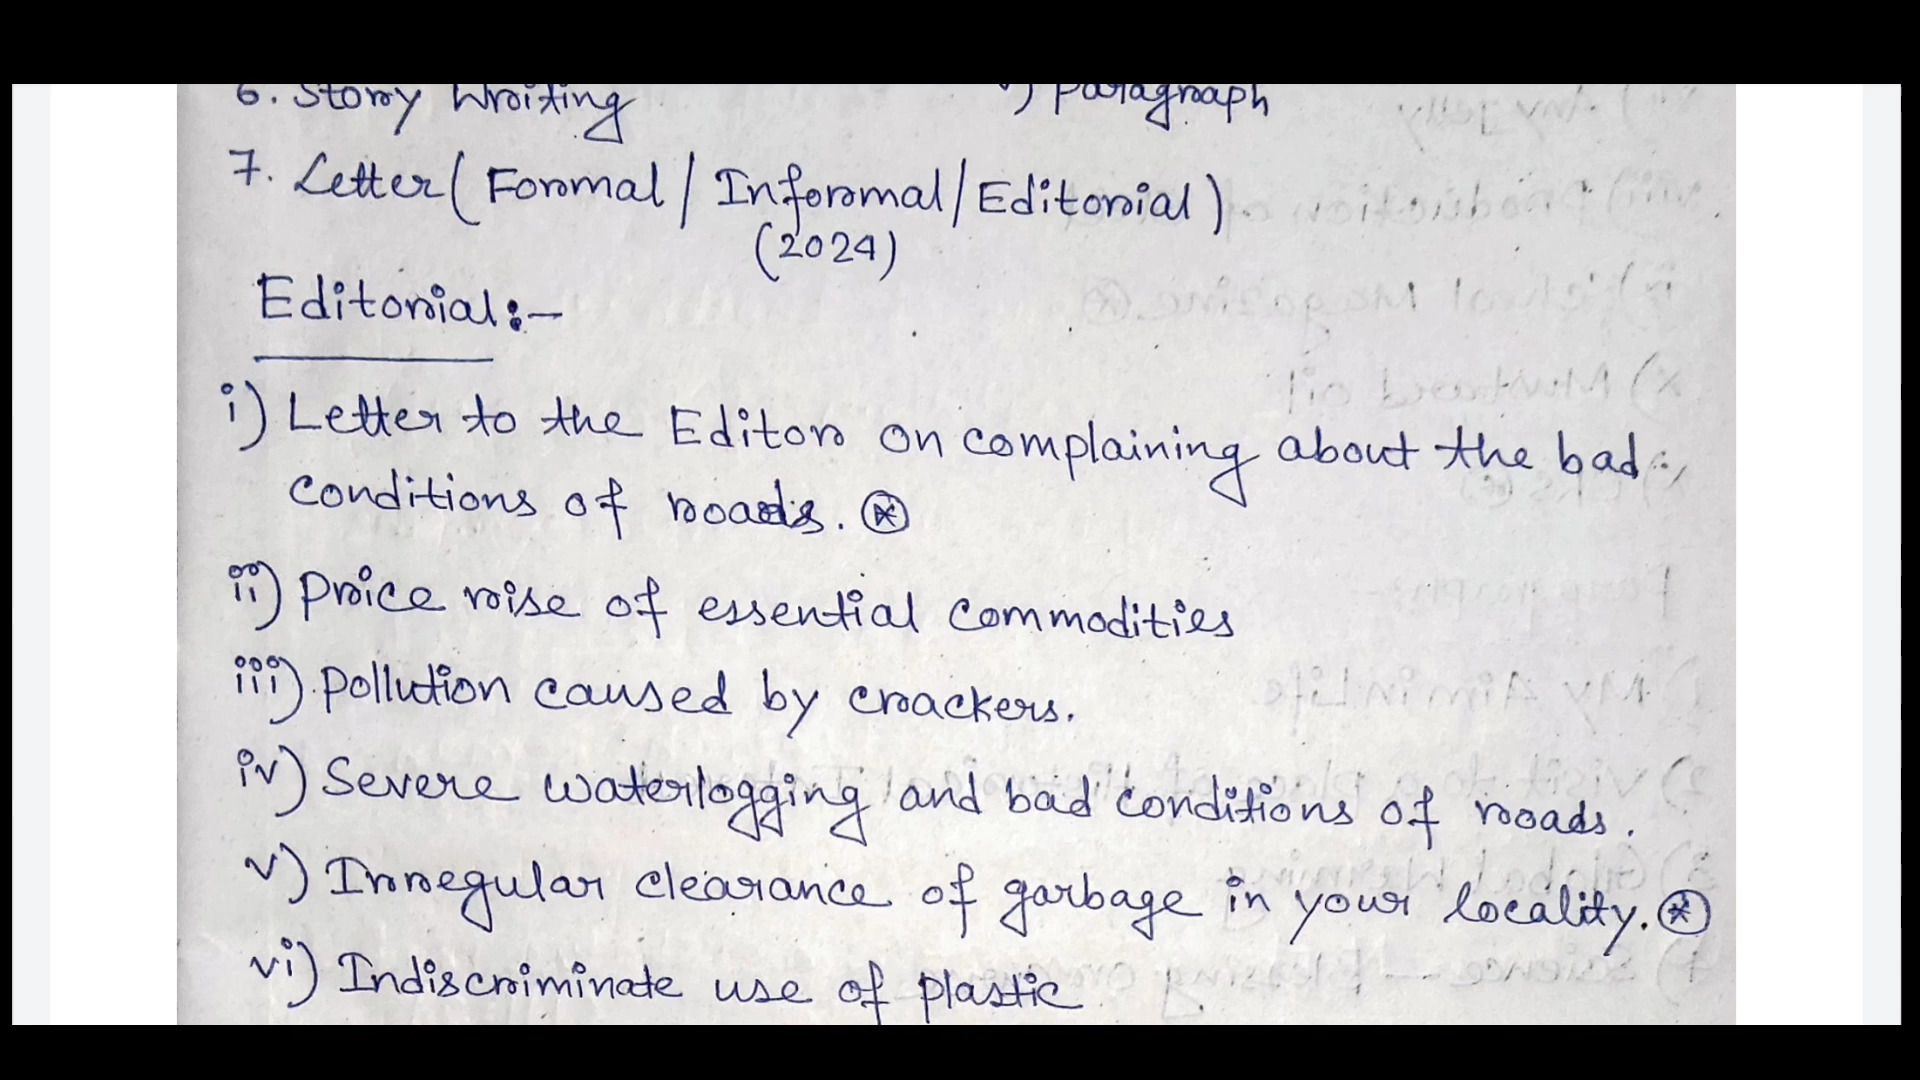 6. Story Writing v) Paragraph
7. Letter (Formal / Informal / Editorial)
(2024)
Editorial:-
i) Letter to the Editor on complaining about the bad
conditions of roads. ⊛
ii) Price rise of essential commodities
iii) Pollution caused by crackers.
iv) Severe waterlogging and bad conditions of roads.
v) Irregular clearance of garbage in your locality. ⊛
vi) Indiscriminate use of plastic